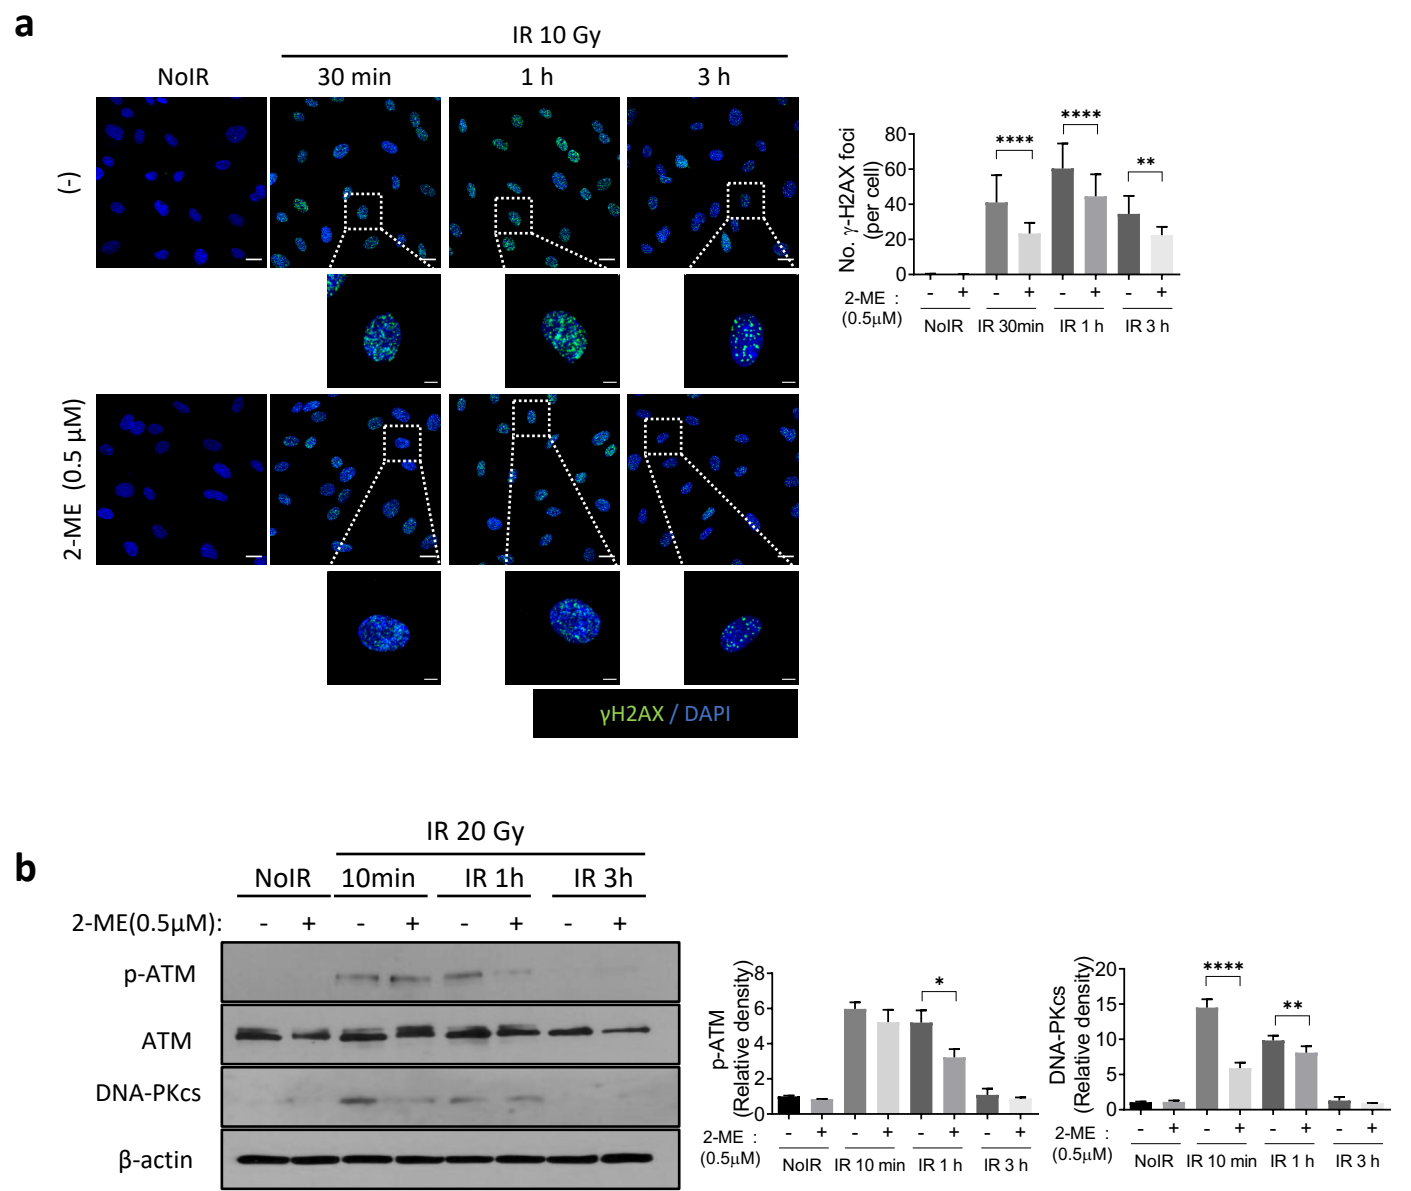 a
IR 10 Gy
NoIR 30 min 1 h 3 h
(-)
2-ME (0.5 µM)
γH2AX / DAPI
No. γ-H2AX foci
(per cell)
80
60
40
20
0
**** **** **
- + - + - + - +
2-ME :
(0.5µM)
NoIR IR 30min IR 1 h IR 3 h
b
IR 20 Gy
NoIR 10min IR 1h IR 3h
2-ME(0.5µM): - + - + - + - +
p-ATM
ATM
DNA-PKcs
β-actin
p-ATM
(Relative density)
8
6
4
2
0
*
- + - + - + - +
2-ME :
(0.5µM)
NoIR IR 10 min IR 1 h IR 3 h
DNA-PKcs
(Relative density)
20
15
10
5
0
**** **
- + - + - + - +
2-ME :
(0.5µM)
NoIR IR 10 min IR 1 h IR 3 h